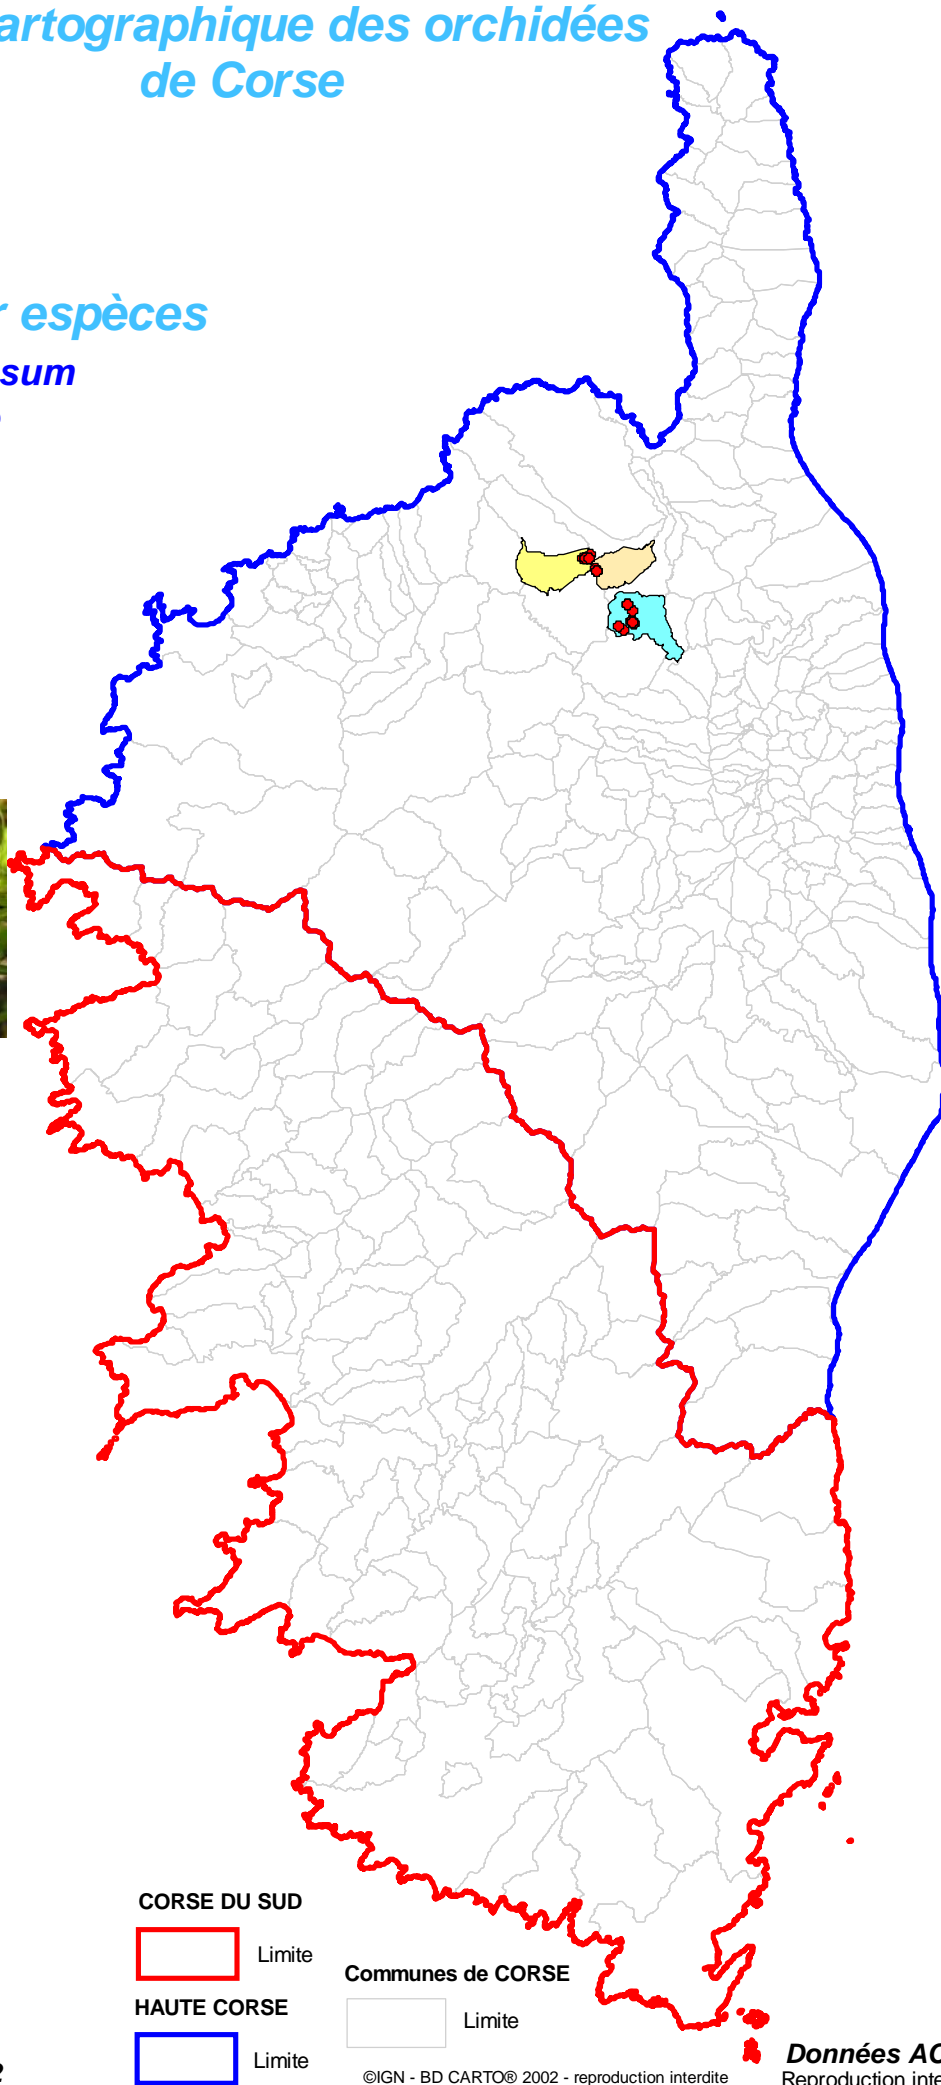 artographique des orchidées
de Corse
r espèces
sum
CORSE DU SUD
Limite
Communes de CORSE
HAUTE CORSE
Limite
Limite
©IGN - BD CARTO® 2002 - reproduction interdite
Données AC
Reproduction inte